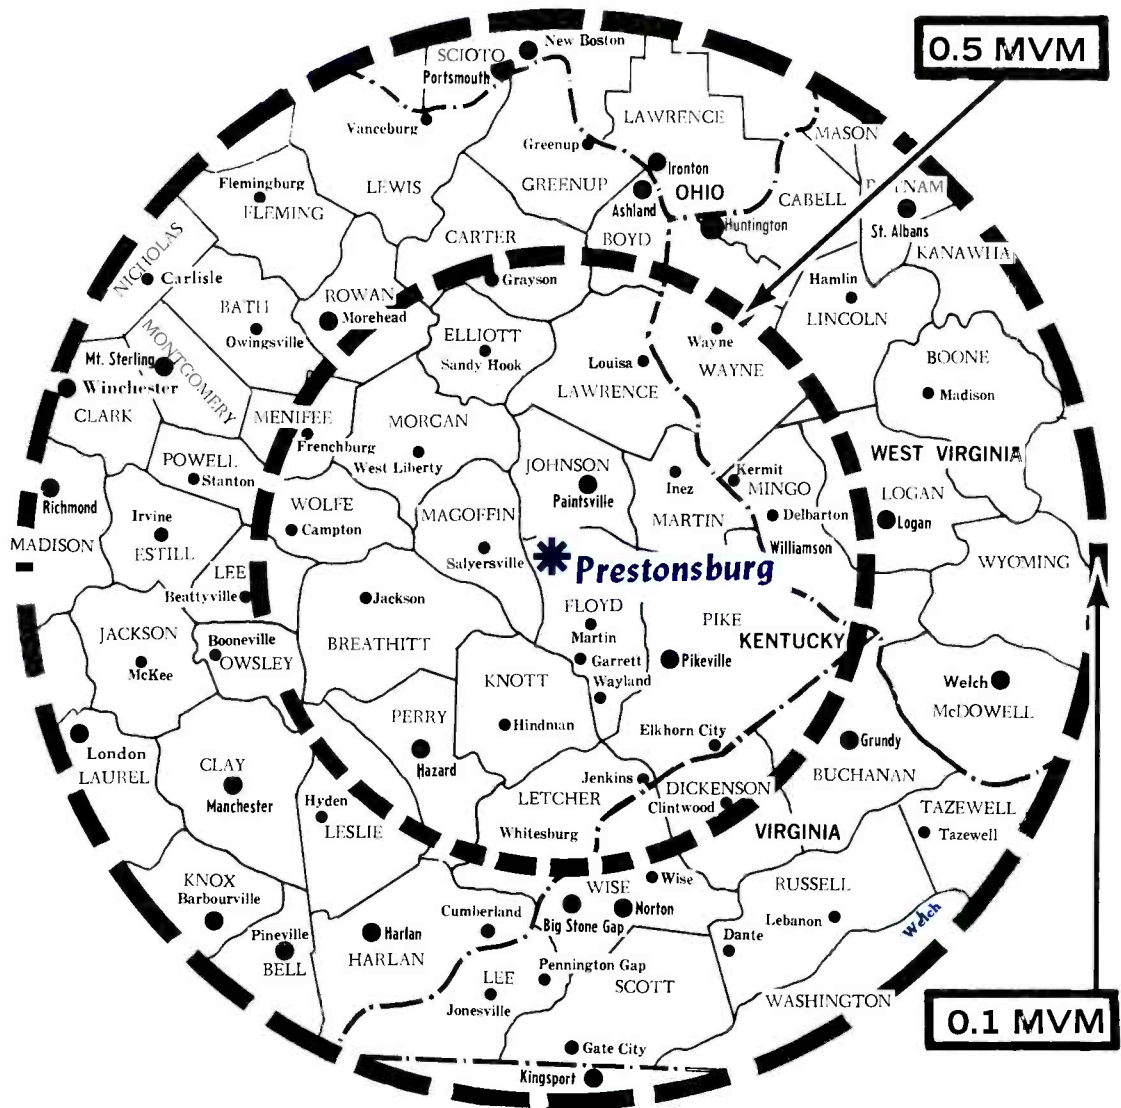 0.5 MVM
New Boston
SCIOTO
Portsmouth
Vanceburg
LAWRENCE
MASON
Greenup
Ironton
Flemingburg
FLEMING
LEWIS
GREENUP
OHIO
Ashland
CABELL
St. Albans
Huntington
NICHOLAS
Carlisle
CARTER
BOYD
KANAWHA
Grayson
Hamlin
LINCOLN
BATH
Owingsville
ROWAN
Morehead
ELLIOTT
Sandy Hook
Louisa
LAWRENCE
Wayne
WAYNE
BOONE
Madison
Mt. Sterling
MONTGOMERY
Winchester
CLARK
MENIFEE
Frenchburg
MORGAN
West Liberty
WEST VIRGINIA
POWELL
Stanton
JOHNSON
Paintsville
Inez
Kermit
MINGO
LOGAN
Logan
Richmond
MADISON
Irvine
ESTILL
WOLFE
Campton
MAGOFFIN
Salyersville
MARTIN
Delbarton
Williamson
WYOMING
LEE
Beattyville
Jackson
BREATHITT
Prestonsburg
FLOYD
Martin
Garrett
Wayland
PIKE
KENTUCKY
Pikeville
JACKSON
McKee
Booneville
OWSLEY
KNOTT
Hindman
Welch
McDOWELL
PERRY
Hazard
Elkhorn City
Grundy
BUCHANAN
London
LAUREL
CLAY
Manchester
Hyden
LESLIE
Jenkins
LETCHER
Whitesburg
DICKENSON
Clintwood
VIRGINIA
TAZEWELL
Tazewell
KNOX
Barbourville
WISE
Wise
RUSSELL
Lebanon
Welch
Cumberland
Big Stone Gap
Norton
Pineville
BELL
Harlan
HARLAN
Dante
LEE
Jonesville
Pennington Gap
SCOTT
WASHINGTON
0.1 MVM
Gate City
Kingsport